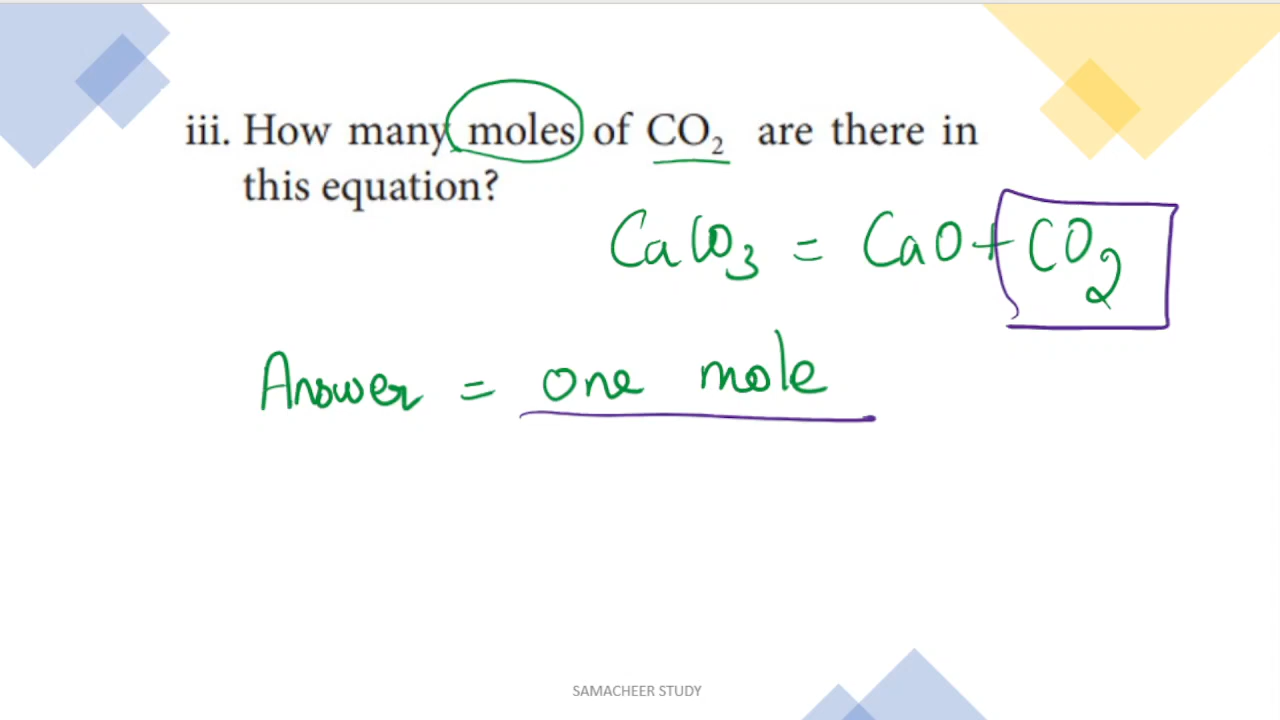 iii. How many moles of CO₂ are there in
this equation?
CaCO₃ = CaO + CO₂
Answer = one mole
SAMACHEER STUDY